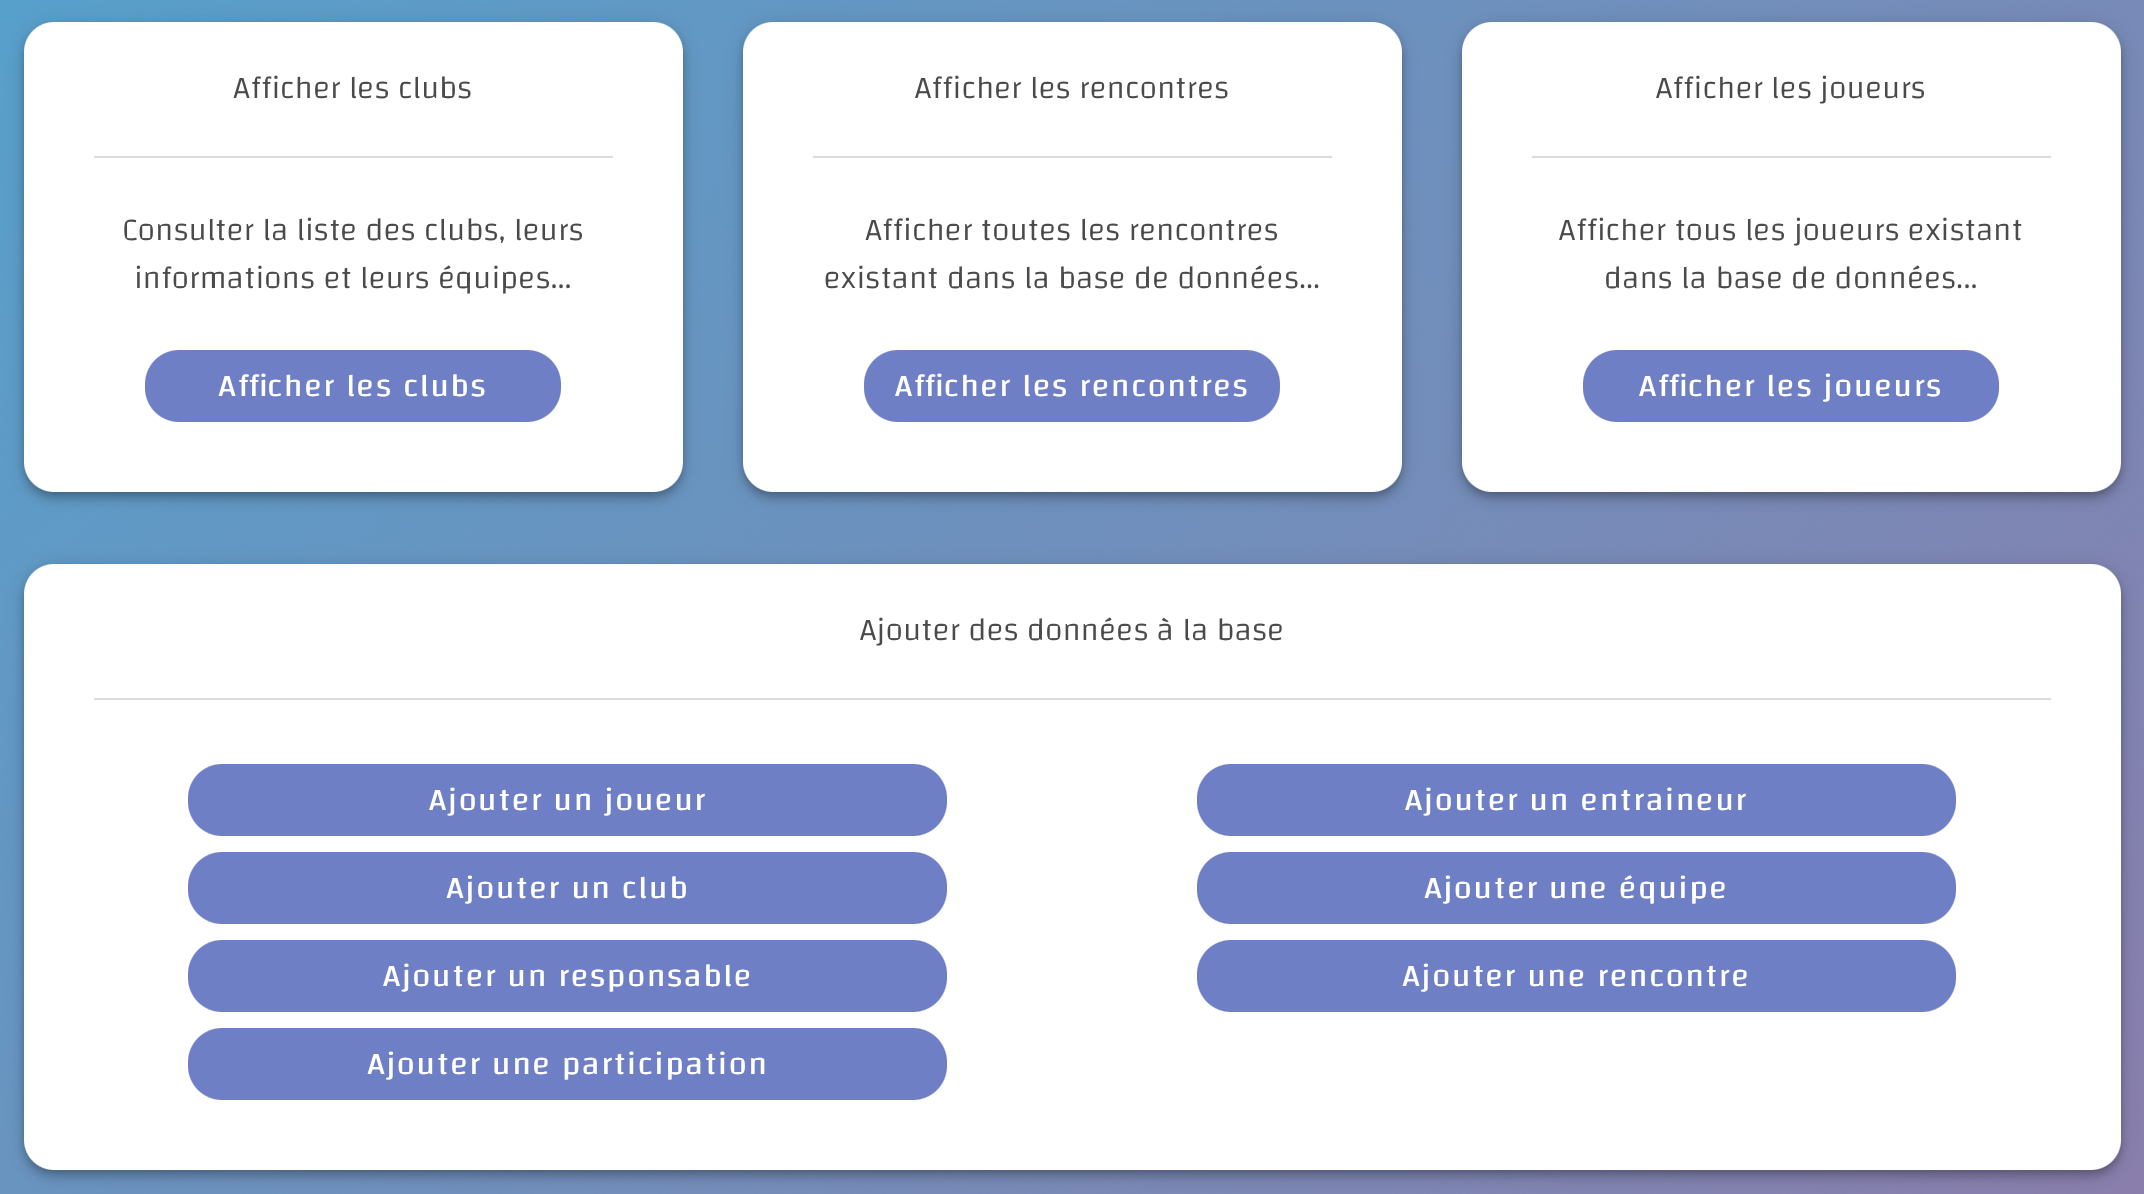 Afficher les clubs
Consulter la liste des clubs, leurs
informations et leurs équipes...
Afficher les clubs
Afficher les rencontres
Afficher toutes les rencontres
existant dans la base de données...
Afficher les rencontres
Afficher les joueurs
Afficher tous les joueurs existant
dans la base de données...
Afficher les joueurs
Ajouter des données à la base
Ajouter un joueur
Ajouter un entraineur
Ajouter un club
Ajouter une équipe
Ajouter un responsable
Ajouter une rencontre
Ajouter une participation